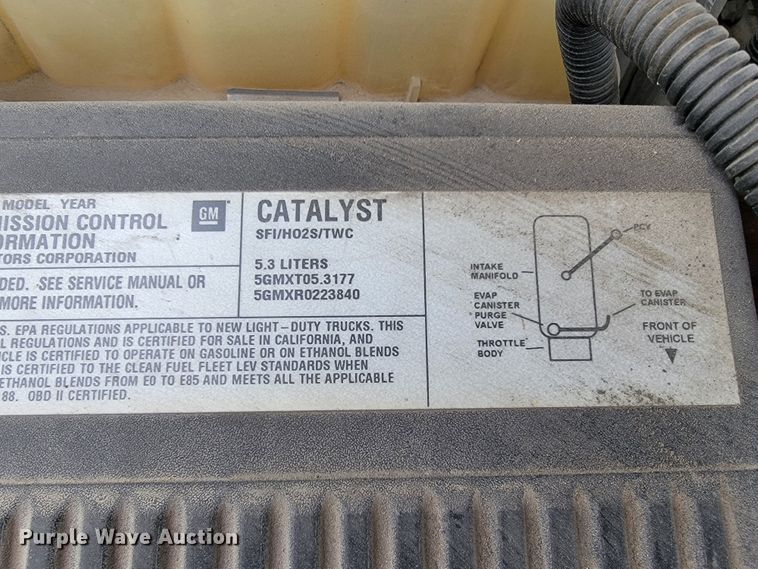 MODEL YEAR
MISSION CONTROL
FORMATION
TORS CORPORATION
DED. SEE SERVICE MANUAL OR
MORE INFORMATION.
GM
CATALYST
SFI/HO2S/TWC
5.3 LITERS
5GMXT05.3177
5GMXR0223840
S. EPA REGULATIONS APPLICABLE TO NEW LIGHT-DUTY TRUCKS. THIS
L REGULATIONS AND IS CERTIFIED FOR SALE IN CALIFORNIA, AND
HICLE IS CERTIFIED TO OPERATE ON GASOLINE OR ON ETHANOL BLENDS
IS CERTIFIED TO THE CLEAN FUEL FLEET LEV STANDARDS WHEN
ETHANOL BLENDS FROM E0 TO E85 AND MEETS ALL THE APPLICABLE
88. OBD II CERTIFIED.
PCV
INTAKE
MANIFOLD
EVAP
CANISTER
PURGE
VALVE
TO EVAP
CANISTER
THROTTLE
BODY
FRONT OF
VEHICLE
Purple Wave Auction